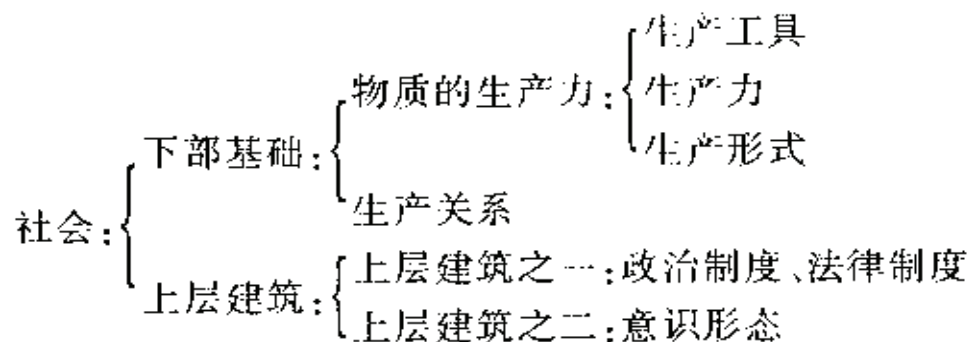 生产工具
物质的生产力:生产力
下部基础:
生产形式
生产关系
社会:
上层建筑之一:政治制度、法律制度
上层建筑:
上层建筑之二:意识形态